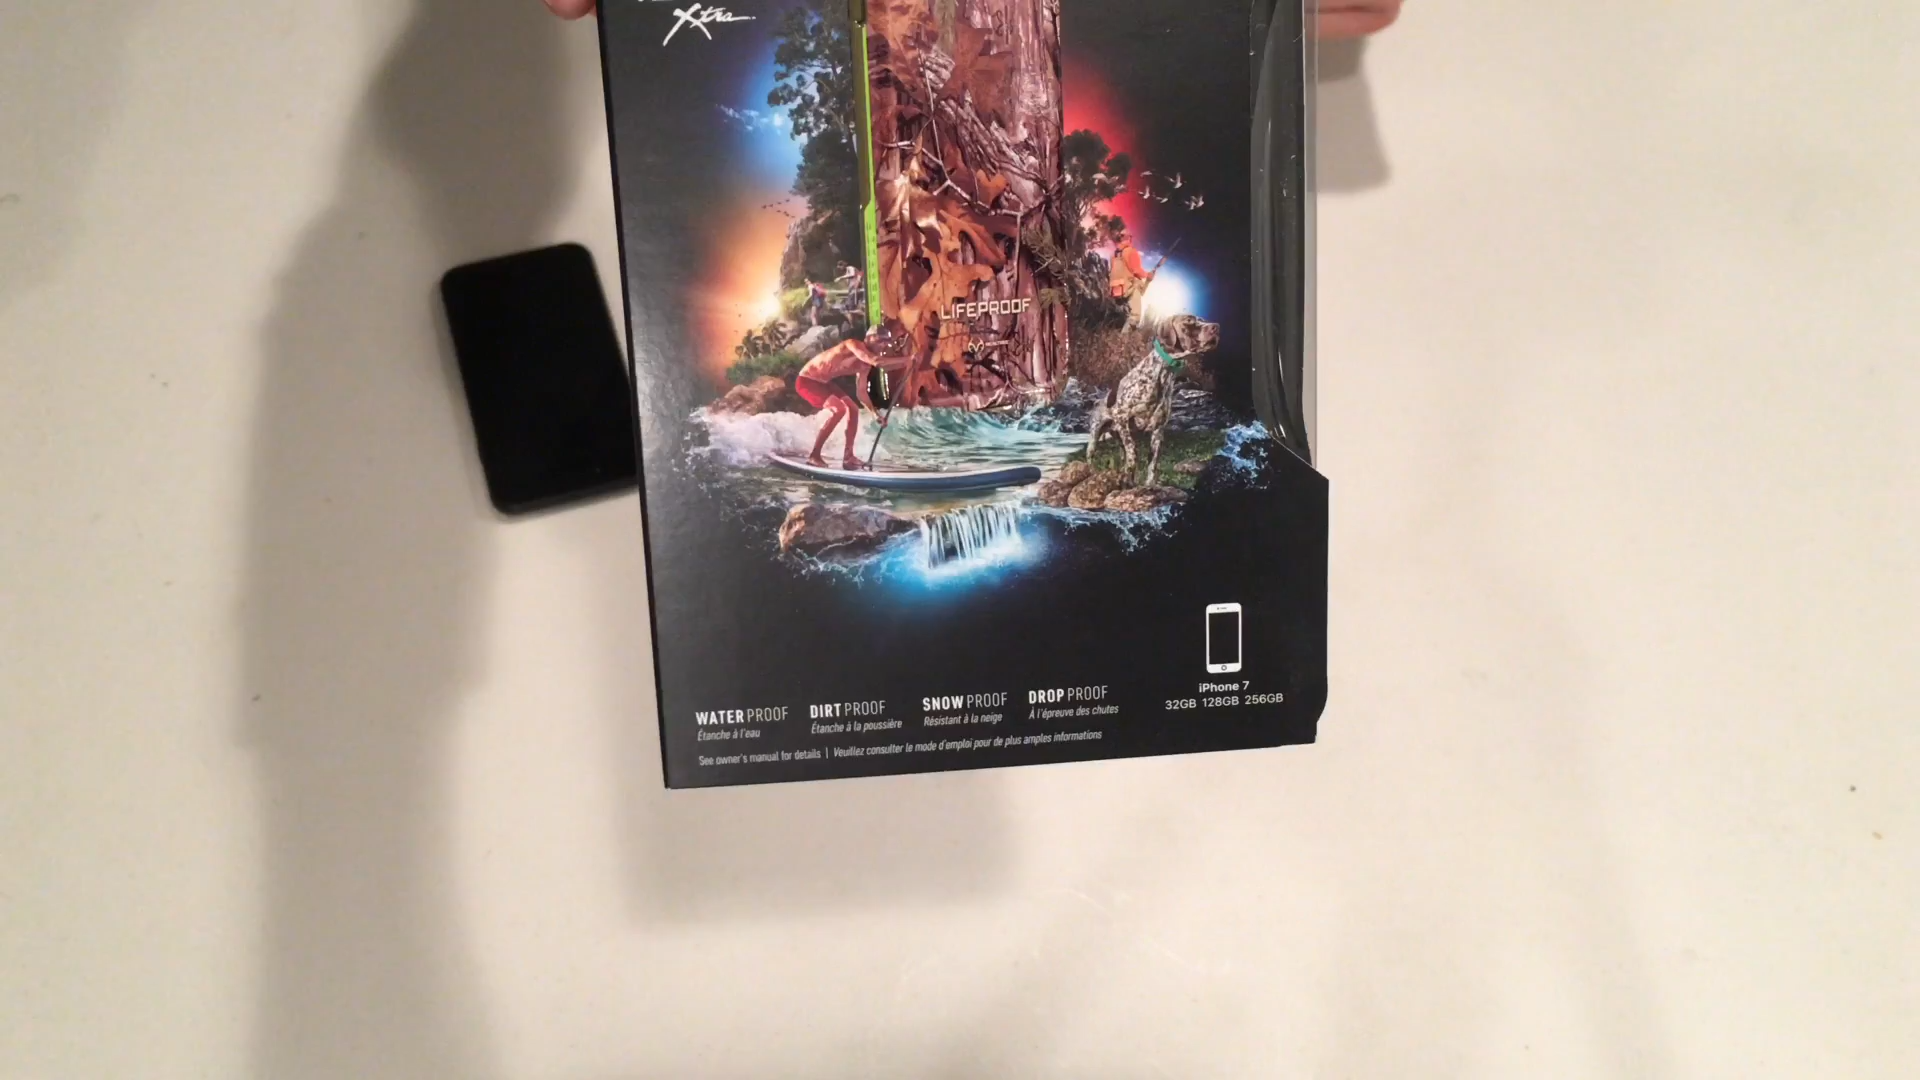 Xtra
LIFEPROOF
WATERPROOF
Étanche à l'eau
DIRTPROOF
Étanche à la poussière
SNOWPROOF
Résistant à la neige
DROPPROOF
À l'épreuve des chutes
See owner's manual for details | Veuillez consulter le mode d'emploi pour de plus amples informations
iPhone 7
32GB 128GB 256GB